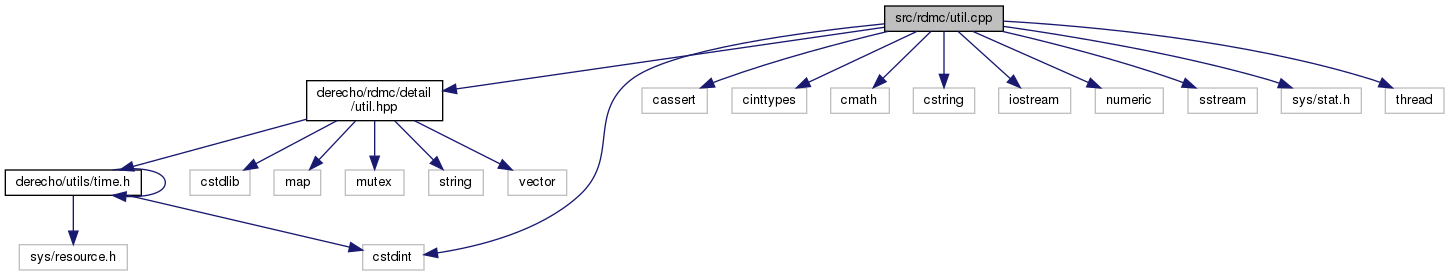 src/rdmc/util.cpp
derecho/rdmc/detail
/util.hpp
cassert
cinttypes
cmath
cstring
iostream
numeric
sstream
sys/stat.h
thread
derecho/utils/time.h
cstdlib
map
mutex
string
vector
sys/resource.h
cstdint